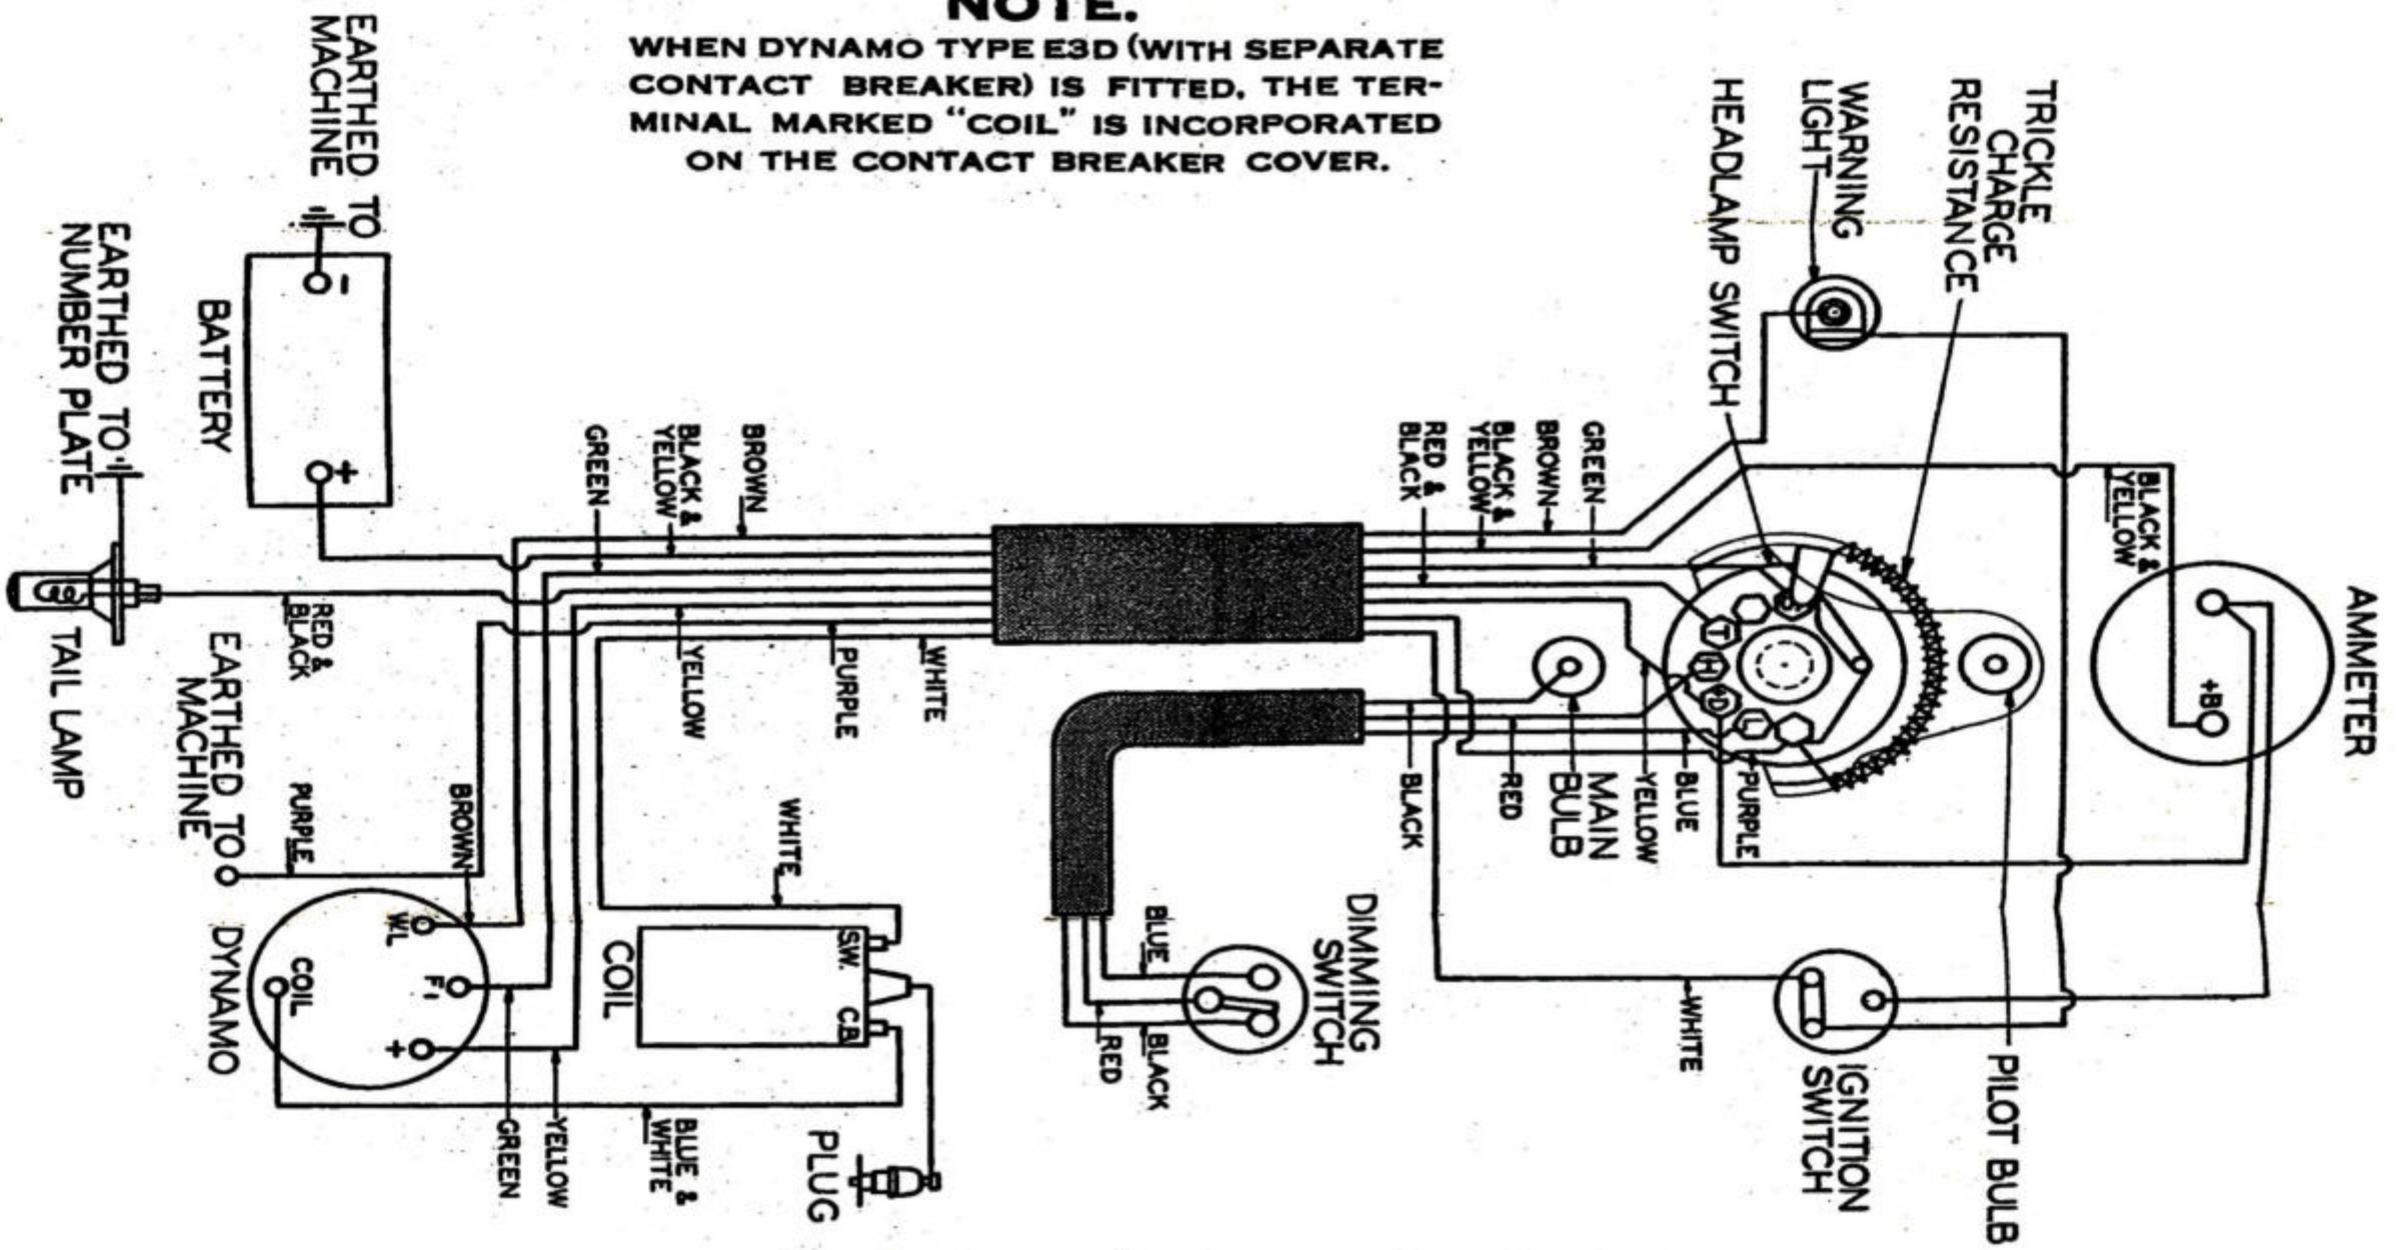 NOTE.
WHEN DYNAMO TYPE E3D (WITH SEPARATE
CONTACT BREAKER) IS FITTED, THE TER-
MINAL MARKED "COIL" IS INCORPORATED
ON THE CONTACT BREAKER COVER.
AMMETER
+B
BLACK &
YELLOW
TRICKLE
CHARGE
RESISTANCE
WARNING
LIGHT
HEADLAMP SWITCH
PILOT BULB
IGNITION
SWITCH
WHITE
T
H
+D
L
GREEN
BROWN
BLACK &
YELLOW
RED &
BLACK
PURPLE
BLUE
YELLOW
MAIN
BULB
RED
BLACK
DIMMING
SWITCH
BLUE
BLACK
RED
BROWN
BLACK &
YELLOW
GREEN
WHITE
PURPLE
YELLOW
WHITE
S.W.
C.B.
COIL
PLUG
BLUE &
WHITE
YELLOW
GREEN
BROWN
EARTHED TO
MACHINE
-
+
BATTERY
EARTHED TO
NUMBER PLATE
RED &
BLACK
TAIL LAMP
EARTHED TO
MACHINE
PURPLE
WL
F1
+
COIL
DYNAMO